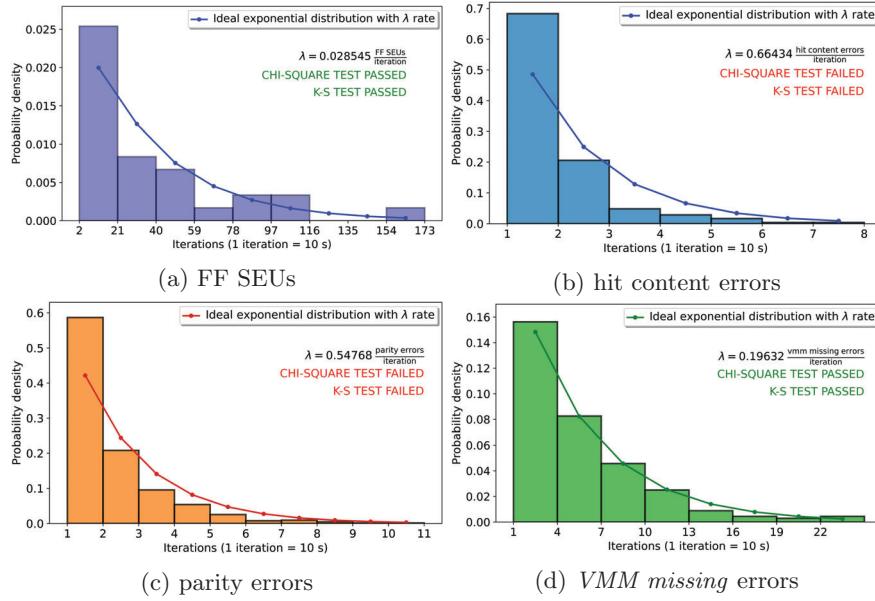 Ideal exponential distribution with λ rate
λ = 0.028545 FF SEUs/iteration
CHI-SQUARE TEST PASSED
K-S TEST PASSED
Probability density
0.025
0.020
0.015
0.010
0.005
0.000
2 21 40 59 78 97 116 135 154 173
Iterations (1 iteration = 10 s)
(a) FF SEUs
Ideal exponential distribution with λ rate
λ = 0.66434 hit content errors/iteration
CHI-SQUARE TEST FAILED
K-S TEST FAILED
Probability density
0.7
0.6
0.5
0.4
0.3
0.2
0.1
0.0
1 2 3 4 5 6 7 8
Iterations (1 iteration = 10 s)
(b) hit content errors
Ideal exponential distribution with λ rate
λ = 0.54768 parity errors/iteration
CHI-SQUARE TEST FAILED
K-S TEST FAILED
Probability density
0.6
0.5
0.4
0.3
0.2
0.1
0.0
1 2 3 4 5 6 7 8 9 10 11
Iterations (1 iteration = 10 s)
(c) parity errors
Ideal exponential distribution with λ rate
λ = 0.19632 vmm missing errors/iteration
CHI-SQUARE TEST PASSED
K-S TEST PASSED
Probability density
0.16
0.14
0.12
0.10
0.08
0.06
0.04
0.02
0.00
1 4 7 10 13 16 19 22
Iterations (1 iteration = 10 s)
(d) VMM missing errors